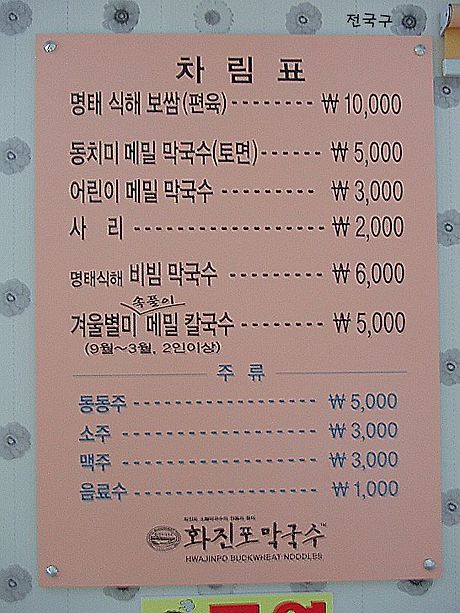 전국구
차 림 표
명태 식해 보쌈(편육) -------- ₩ 10,000
동치미 메밀 막국수(토면) ------- ₩ 5,000
어린이 메밀 막국수 --------- ₩ 3,000
사 리 ----------------- ₩ 2,000
명태식해 비빔 막국수 --------- ₩ 6,000
속풀이
겨울별미 메밀 칼국수 -------- ₩ 5,000
(9월~3월, 2인이상)
주 류
동동주 ---------------- ₩ 5,000
소주 ----------------- ₩ 3,000
맥주 ----------------- ₩ 3,000
음료수 ---------------- ₩ 1,000
화진포막국수™
HWAJINPO BUCKWHEAT NOODLES